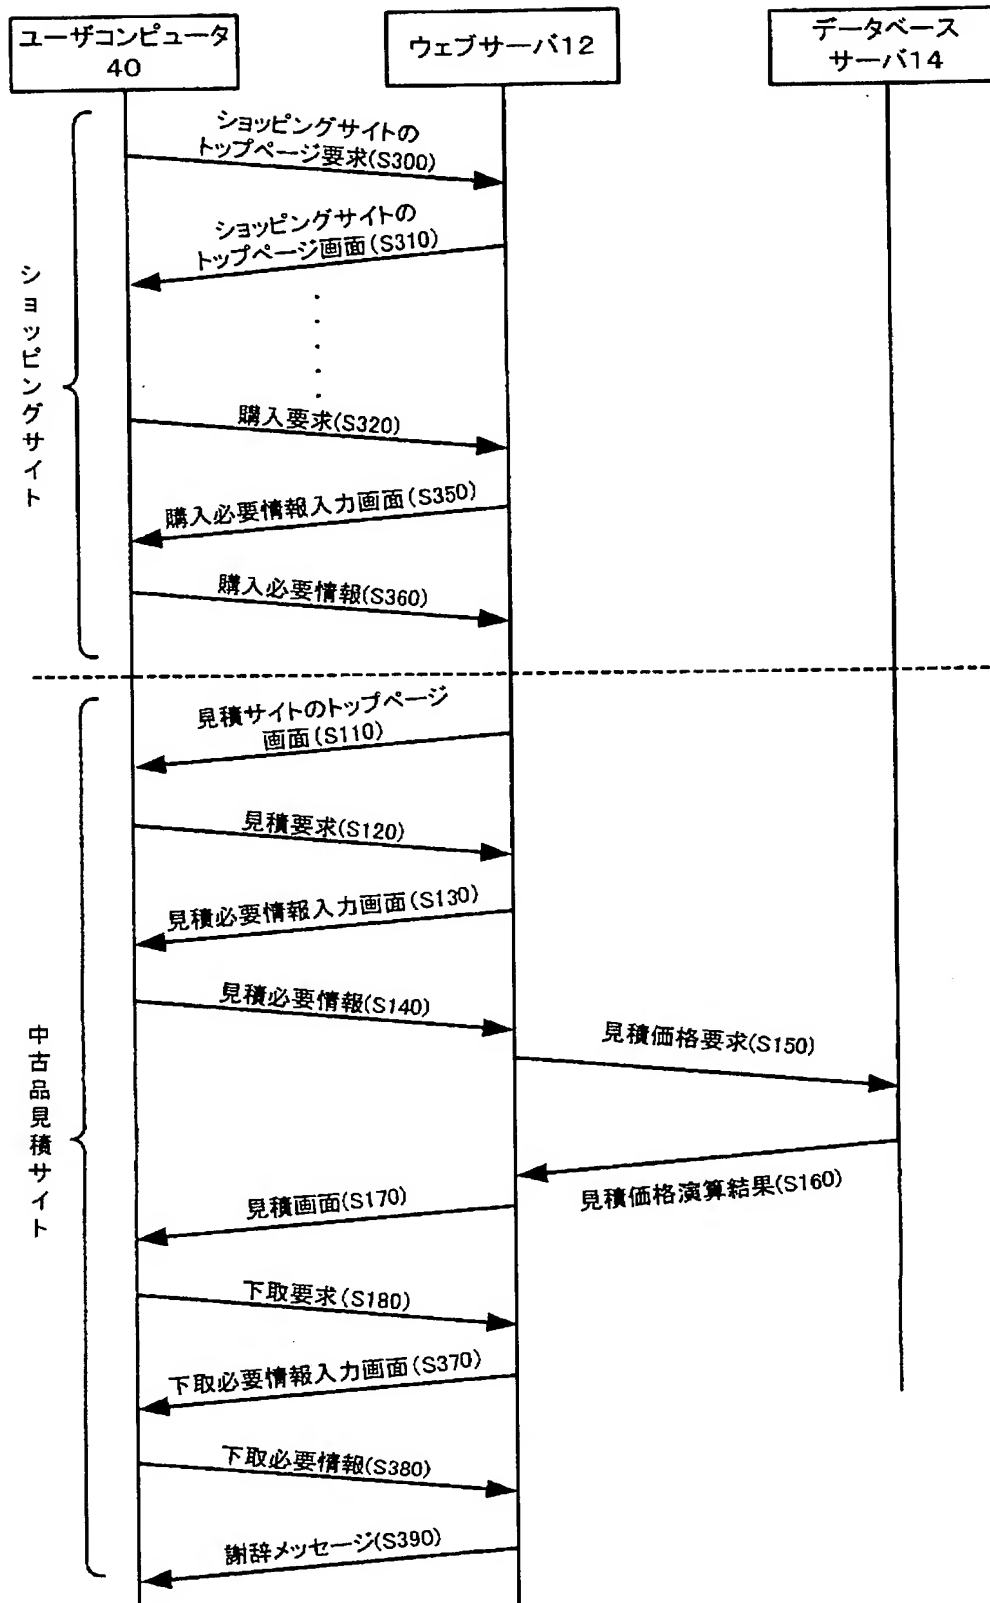 ユーザコンピュータ
40
ウェブサーバ12
データベース
サーバ14
ショッピングサイトの
トップページ要求(S300)
ショッピングサイトの
トップページ画面(S310)
購入要求(S320)
購入必要情報入力画面(S350)
購入必要情報(S360)
ショッピングサイト
見積サイトのトップページ
画面(S110)
見積要求(S120)
見積必要情報入力画面(S130)
見積必要情報(S140)
見積価格要求(S150)
見積価格演算結果(S160)
見積画面(S170)
下取要求(S180)
下取必要情報入力画面(S370)
下取必要情報(S380)
謝辞メッセージ(S390)
中古品見積サイト